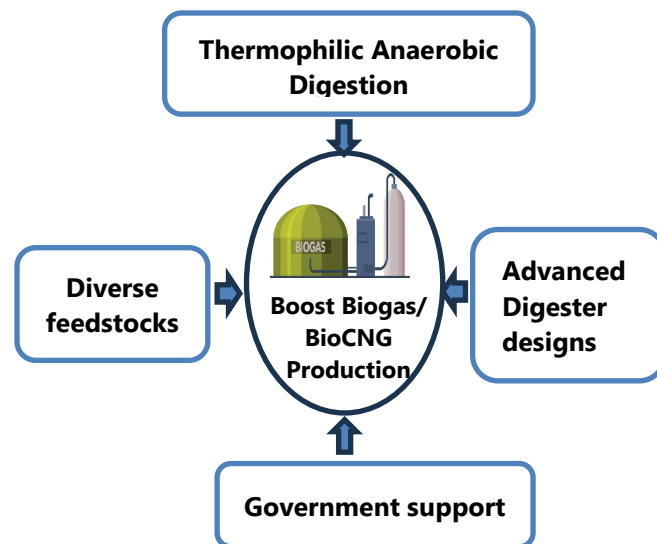 Thermophilic Anaerobic
Digestion
BIOGAS
Diverse
feedstocks
Boost Biogas/
BioCNG
Production
Advanced
Digester
designs
Government support